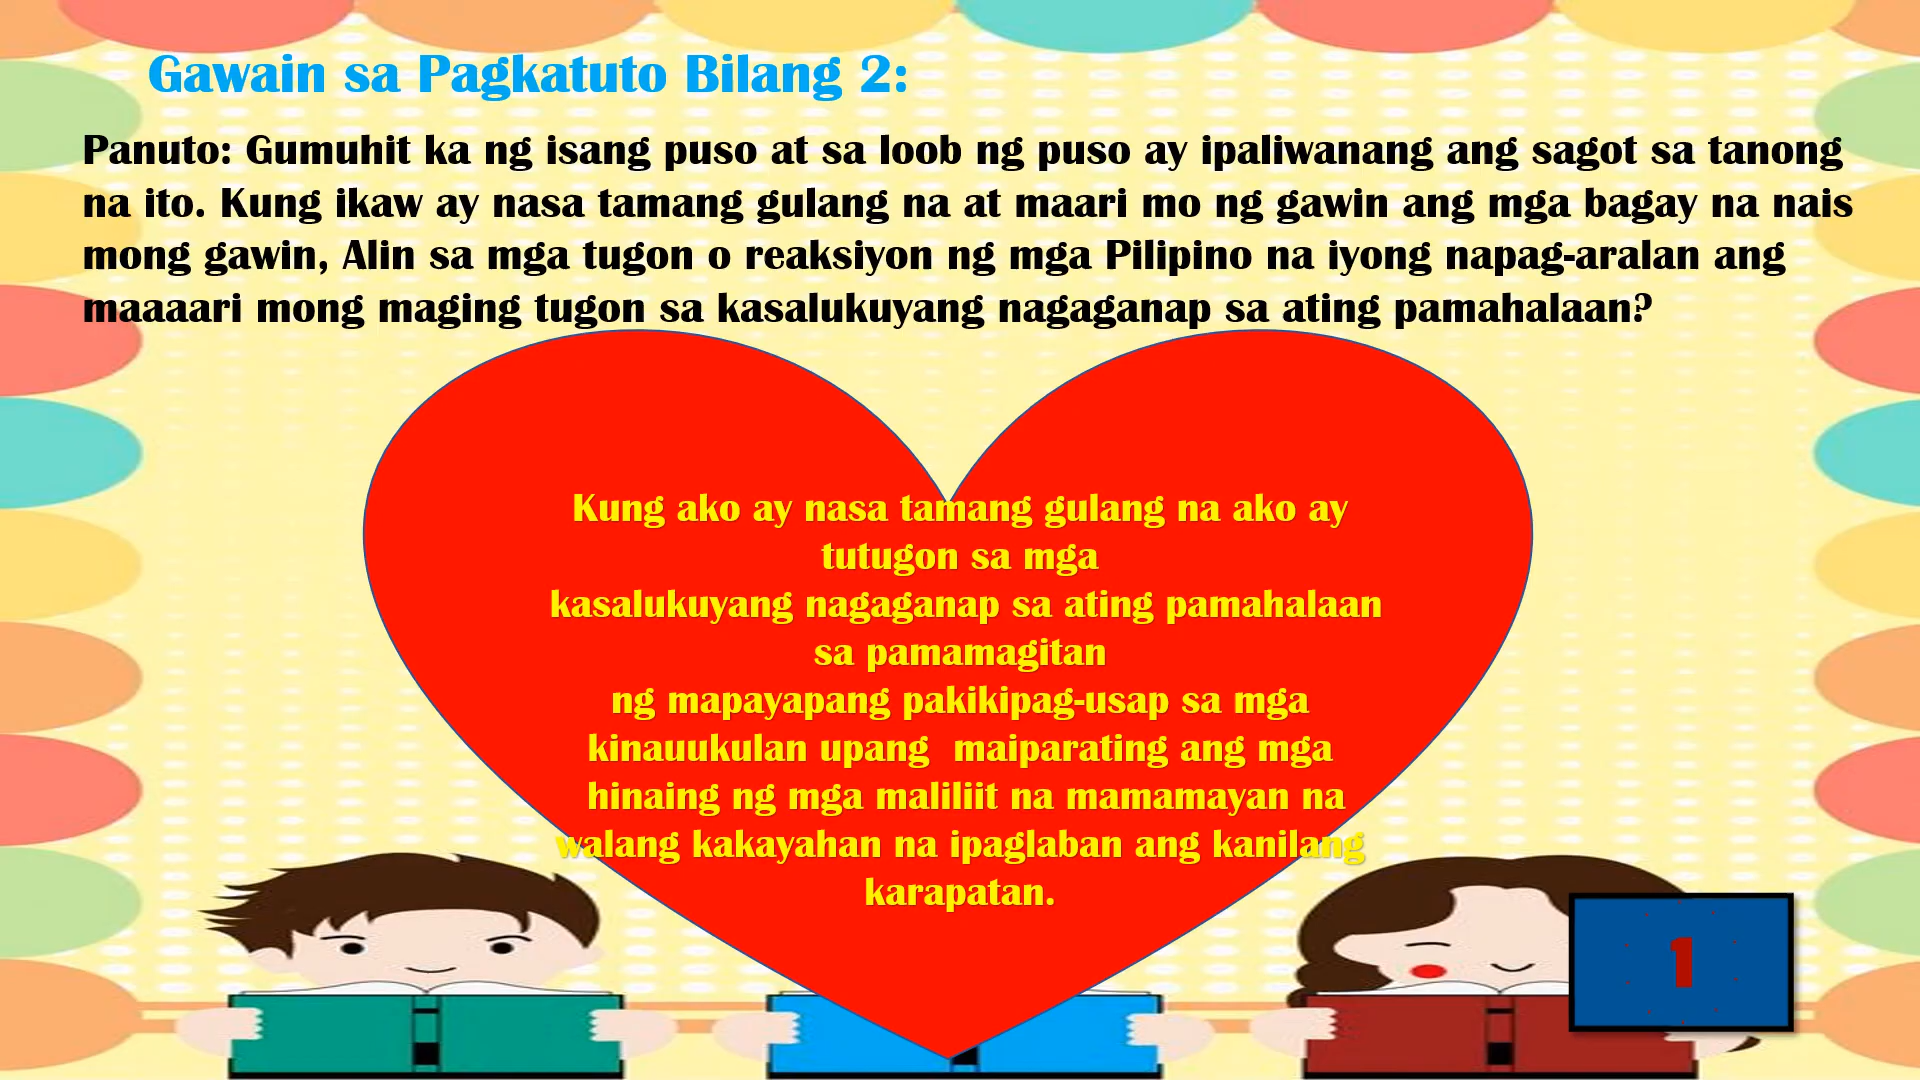 Gawain sa Pagkatuto Bilang 2:
Panuto: Gumuhit ka ng isang puso at sa loob ng puso ay ipaliwanang ang sagot sa tanong
na ito. Kung ikaw ay nasa tamang gulang na at maari mo ng gawin ang mga bagay na nais
mong gawin, Alin sa mga tugon o reaksiyon ng mga Pilipino na iyong napag-aralan ang
maaaari mong maging tugon sa kasalukuyang nagaganap sa ating pamahalaan?
Kung ako ay nasa tamang gulang na ako ay
tutugon sa mga
kasalukuyang nagaganap sa ating pamahalaan
sa pamamagitan
ng mapayapang pakikipag-usap sa mga
kinauukulan upang  maiparating ang mga
hinaing ng mga maliliit na mamamayan na
walang kakayahan na ipaglaban ang kanilang
karapatan.
1